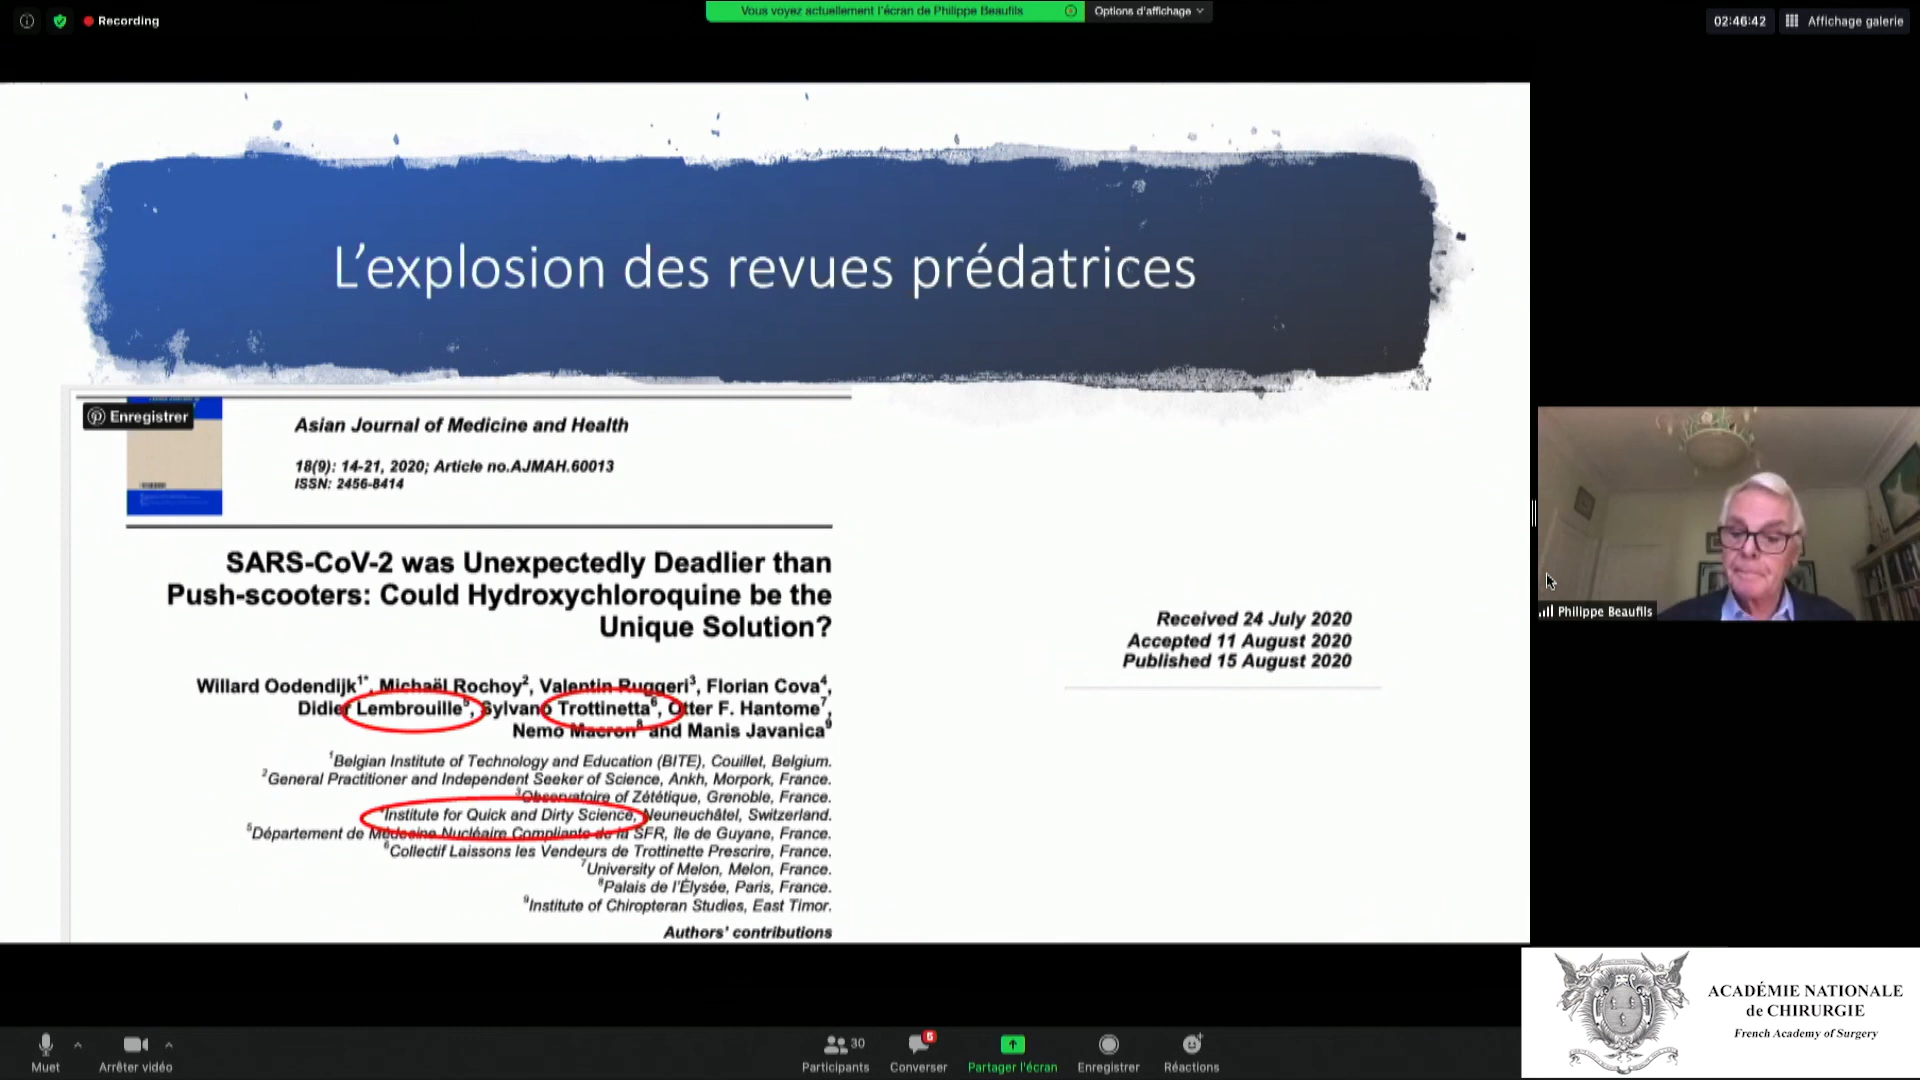 Recording
Vous voyez actuellement l'écran de Philippe Beaufils
Options d'affichage
02:46:42
Affichage galerie
L'explosion des revues prédatrices
Enregistrer
Asian Journal of Medicine and Health
18(9): 14-21, 2020; Article no.AJMAH.60013
ISSN: 2456-8414
SARS-CoV-2 was Unexpectedly Deadlier than
Push-scooters: Could Hydroxychloroquine be the
Unique Solution?
Willard Oodendijk1*, Michaël Rochoy2, Valentin Ruggeri3, Florian Cova4,
Didier Lembrouille5, Sylvano Trottinetta6, Otter F. Hantome7,
Nemo Macron8 and Manis Javanica9
1Belgian Institute of Technology and Education (BITE), Couillet, Belgium.
2General Practitioner and Independent Seeker of Science, Ankh, Morpork, France.
3Observatoire of Zététique, Grenoble, France.
4Institute for Quick and Dirty Science, Neuneuchâtel, Switzerland.
5Département de Médecine Nucléaire Compliante de la SFR, Ile de Guyane, France.
6Collectif Laissons les Vendeurs de Trottinette Prescrire, France.
7University of Melon, Melon, France.
8Palais de l'Élysée, Paris, France.
9Institute of Chiropteran Studies, East Timor.
Authors' contributions
Received 24 July 2020
Accepted 11 August 2020
Published 15 August 2020
Philippe Beaufils
ACADÉMIE NATIONALE
de CHIRURGIE
French Academy of Surgery
Muet
Arrêter vidéo
30
Participants
6
Converser
Partager l'écran
Enregistrer
Réactions